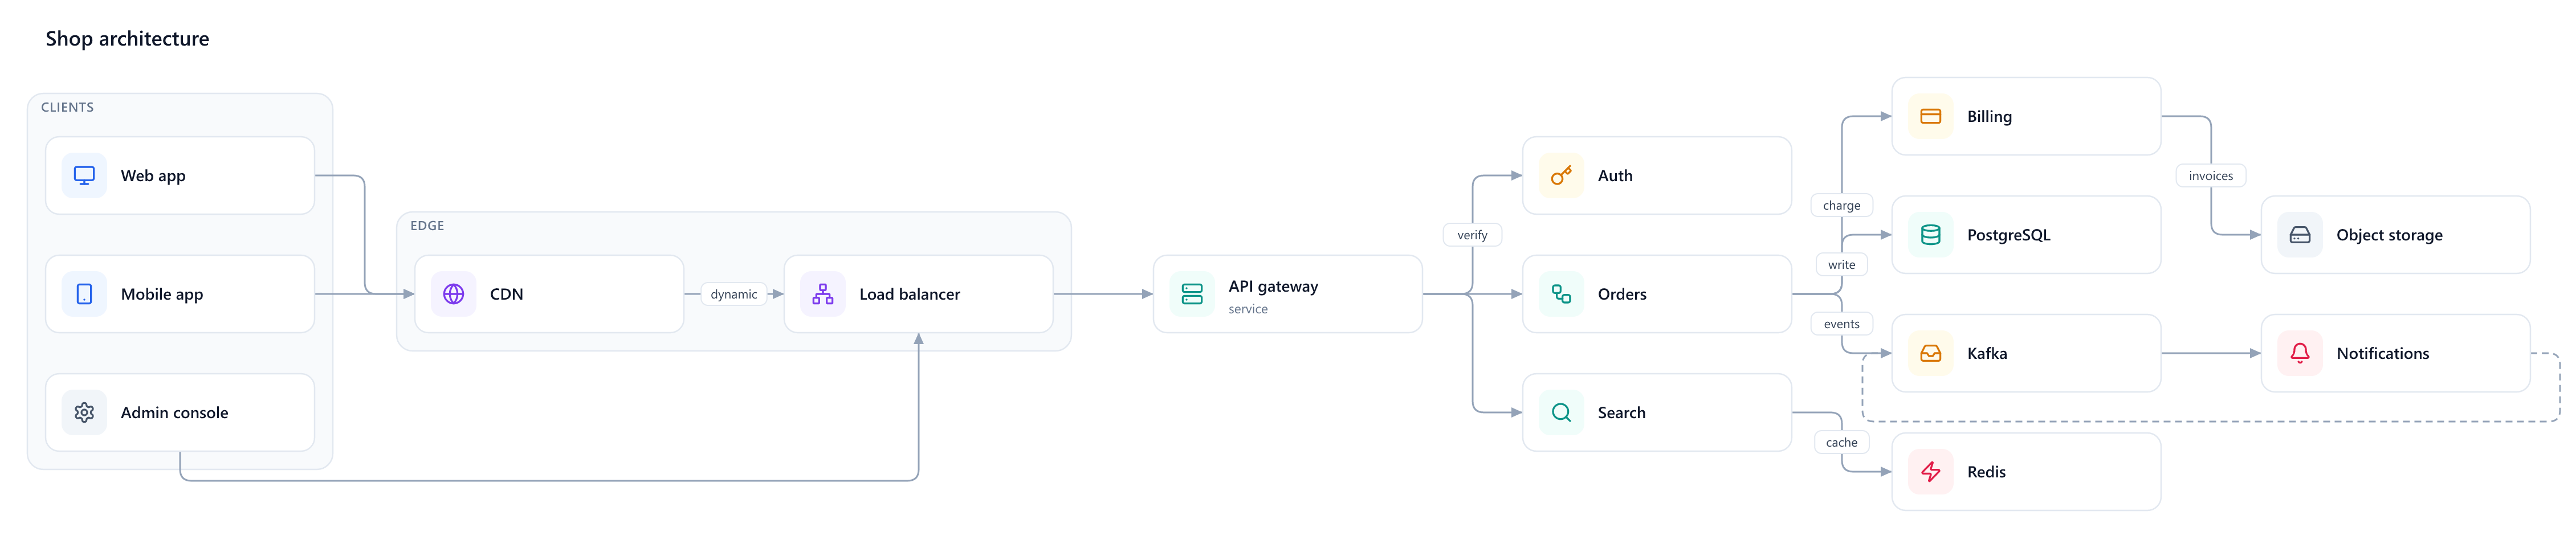 Shop architecture
CLIENTS
Web app
Mobile app
Admin console
EDGE
CDN
dynamic
Load balancer
API gateway
service
verify
Auth
Orders
Search
charge
write
events
cache
Billing
PostgreSQL
Kafka
Redis
invoices
Object storage
Notifications